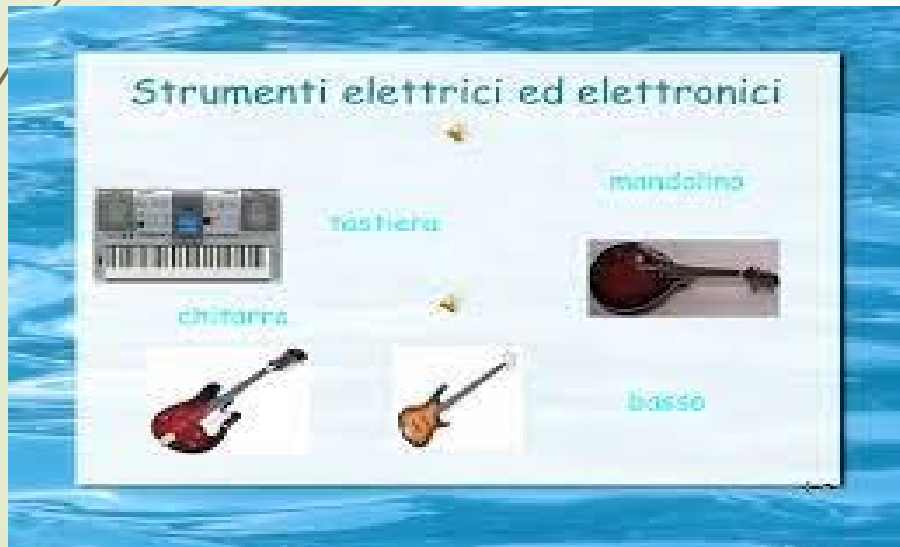 Strumenti elettrici ed elettronici
mandolino
tastiera
chitarra
basso